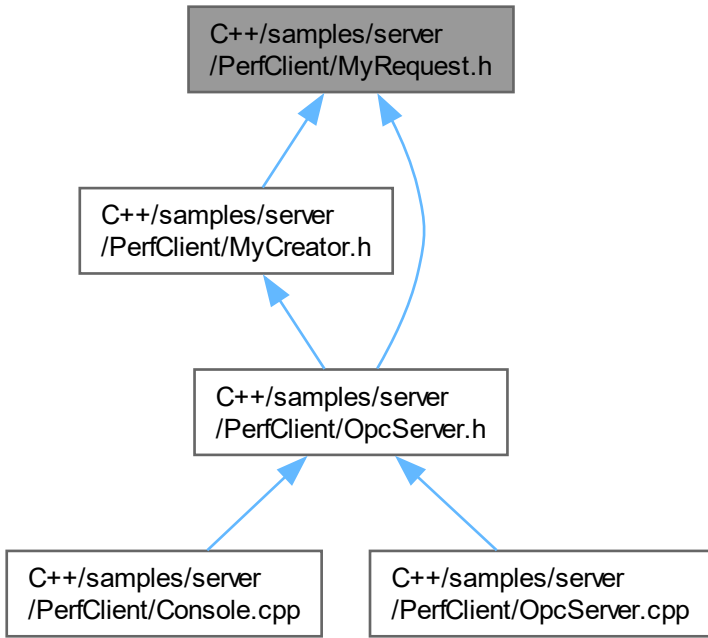 C++/samples/server
/PerfClient/MyRequest.h
C++/samples/server
/PerfClient/MyCreator.h
C++/samples/server
/PerfClient/OpcServer.h
C++/samples/server
/PerfClient/Console.cpp
C++/samples/server
/PerfClient/OpcServer.cpp